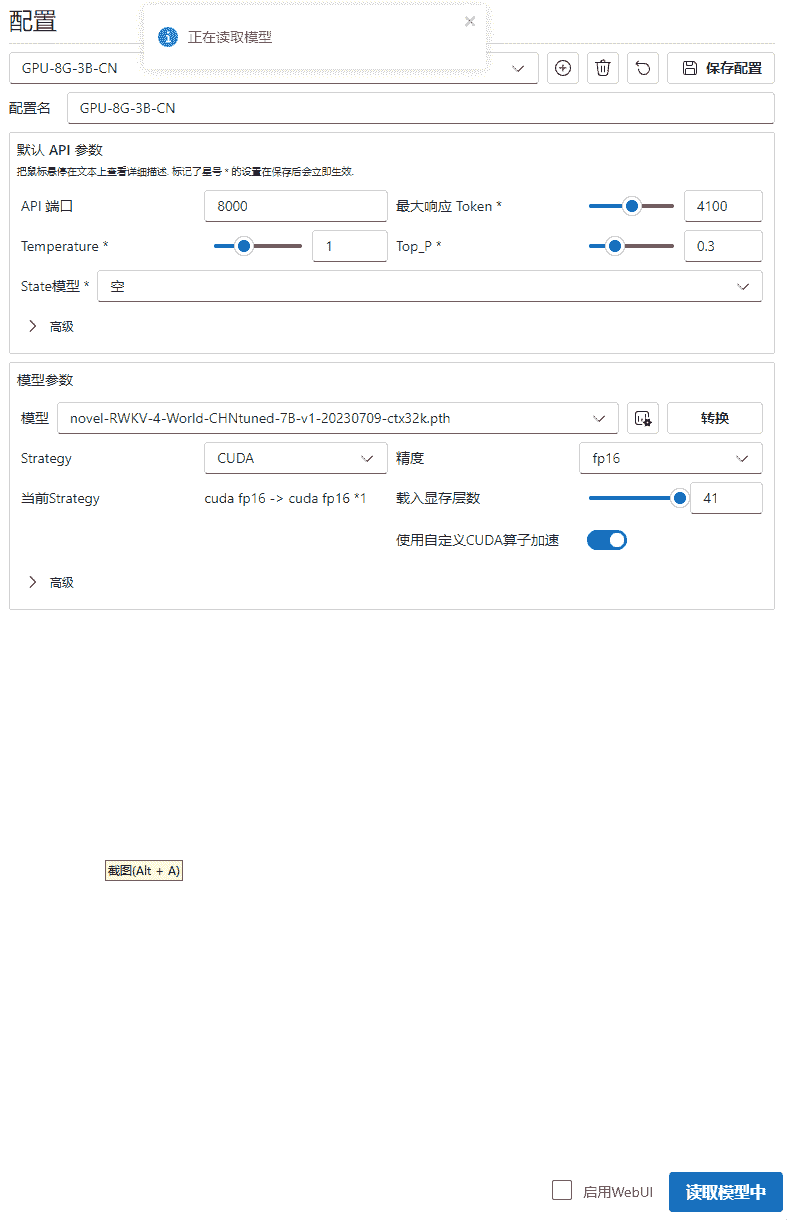 配置
正在读取模型
GPU-8G-3B-CN
保存配置
配置名 GPU-8G-3B-CN
默认 API 参数
把鼠标悬停在文本上查看详细描述. 标记了星号 * 的设置在保存后会立即生效.
API 端口 8000 最大响应 Token * 4100
Temperature * 1 Top_P * 0.3
State模型 * 空
高级
模型参数
模型 novel-RWKV-4-World-CHNtuned-7B-v1-20230709-ctx32k.pth 转换
Strategy CUDA 精度 fp16
当前Strategy cuda fp16 -> cuda fp16 *1 载入显存层数 41
使用自定义CUDA算子加速
高级
截图(Alt + A)
启用WebUI 读取模型中